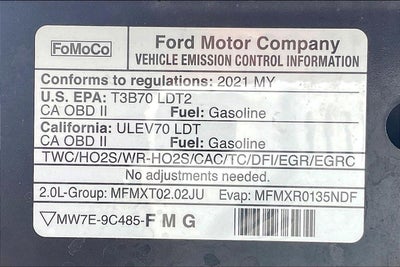 FoMoCo
Ford Motor Company
VEHICLE EMISSION CONTROL INFORMATION
Conforms to regulations: 2021 MY
U.S. EPA: T3B70 LDT2
CA OBD II Fuel: Gasoline
California: ULEV70 LDT
CA OBD II Fuel: Gasoline
TWC/HO2S/WR-HO2S/CAC/TC/DFI/EGR/EGRC
No adjustments needed.
2.0L-Group: MFMXT02.02JU Evap: MFMXR0135NDF
▽MW7E-9C485-F M G